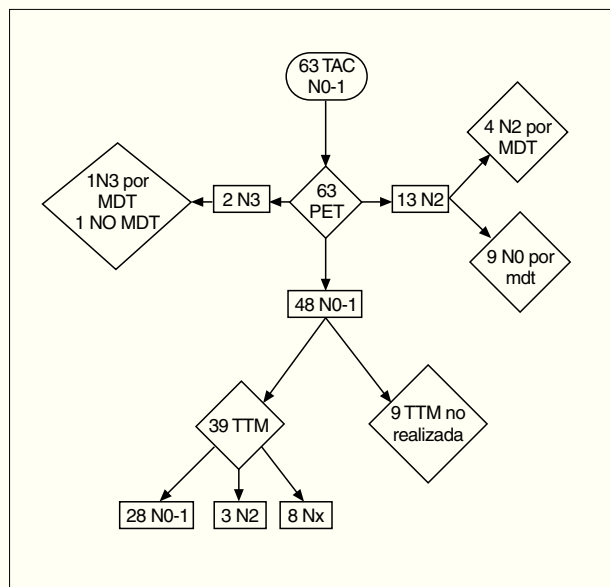 63 TAC
N0-1
4 N2 por
MDT
1N3 por
MDT
1 NO MDT
2 N3
63
PET
13 N2
9 N0 por
mdt
48 N0-1
39 TTM
9 TTM no
realizada
28 N0-1
3 N2
8 Nx